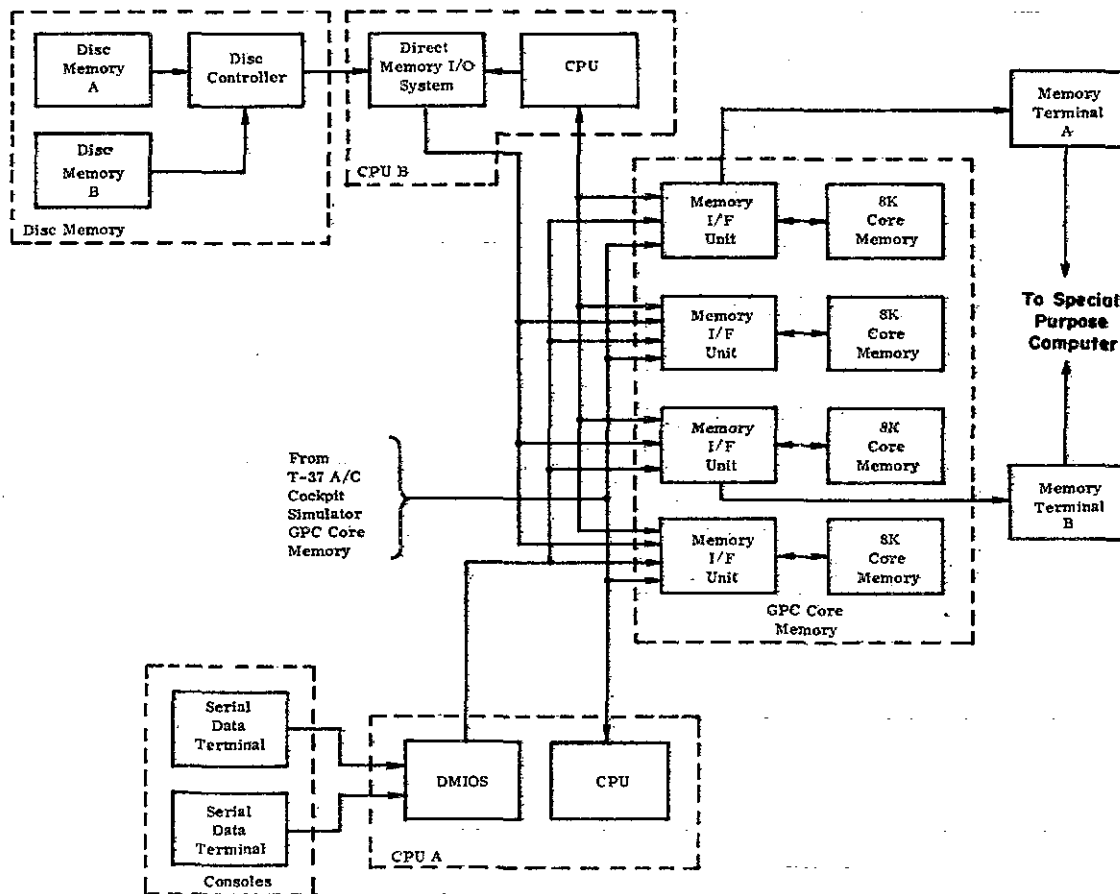 Disc
Memory
A
Disc
Controller
Disc
Memory
B
Disc Memory
Direct
Memory I/O
System
CPU
CPU B
Memory
Terminal
A
Memory
I/F
Unit
8K
Core
Memory
Memory
I/F
Unit
8K
Core
Memory
To Special
Purpose
Computer
Memory
I/F
Unit
8K
Core
Memory
Memory
Terminal
B
Memory
I/F
Unit
8K
Core
Memory
GPC Core
Memory
From
T-37 A/C
Cockpit
Simulator
GPC Core
Memory
Serial
Data
Terminal
Serial
Data
Terminal
Consoles
DMIOS
CPU
CPU A